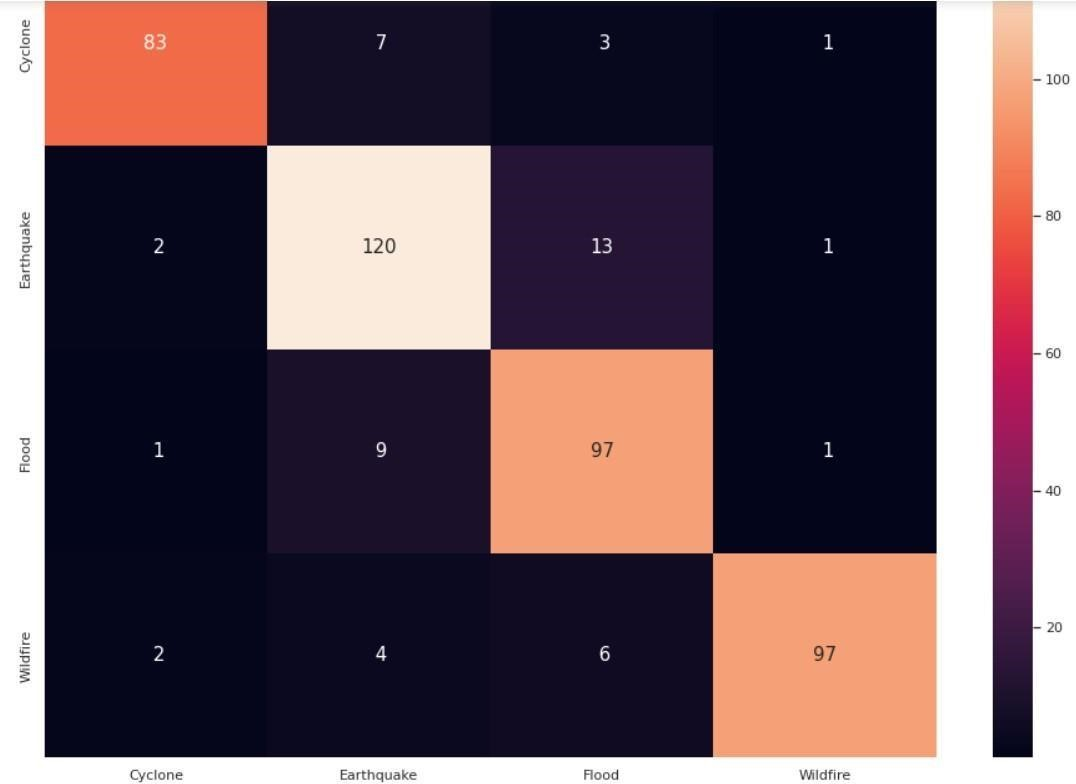 Cyclone 83 7 3 1
100
80
Earthquake 2 120 13 1
60
40
Flood 1 9 97 1
20
Wildfire 2 4 6 97
Cyclone Earthquake Flood Wildfire